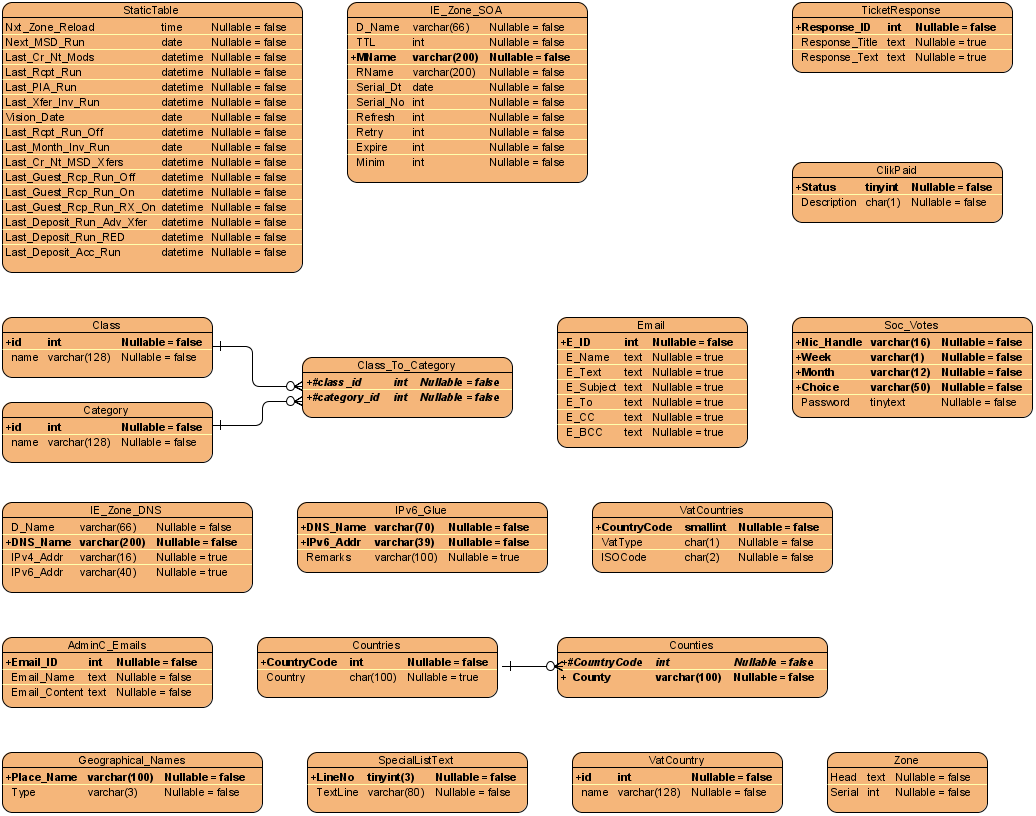 StaticTable
Nxt_Zone_Reload time Nullable = false
Next_MSD_Run date Nullable = false
Last_Cr_Nt_Mods datetime Nullable = false
Last_Rcpt_Run datetime Nullable = false
Last_PIA_Run datetime Nullable = false
Last_Xfer_Inv_Run datetime Nullable = false
Vision_Date date Nullable = false
Last_Rcpt_Run_Off datetime Nullable = false
Last_Month_Inv_Run date Nullable = false
Last_Cr_Nt_MSD_Xfers datetime Nullable = false
Last_Guest_Rcp_Run_Off datetime Nullable = false
Last_Guest_Rcp_Run_On datetime Nullable = false
Last_Guest_Rcp_Run_RX_On datetime Nullable = false
Last_Deposit_Run_Adv_Xfer datetime Nullable = false
Last_Deposit_Run_RED datetime Nullable = false
Last_Deposit_Acc_Run datetime Nullable = false
IE_Zone_SOA
D_Name varchar(66) Nullable = false
TTL int Nullable = false
+MName varchar(200) Nullable = false
RName varchar(200) Nullable = false
Serial_Dt date Nullable = false
Serial_No int Nullable = false
Refresh int Nullable = false
Retry int Nullable = false
Expire int Nullable = false
Minim int Nullable = false
TicketResponse
+Response_ID int Nullable = false
Response_Title text Nullable = true
Response_Text text Nullable = true
ClikPaid
+Status tinyint Nullable = false
Description char(1) Nullable = false
Class
+id int Nullable = false
name varchar(128) Nullable = false
Category
+id int Nullable = false
name varchar(128) Nullable = false
Class_To_Category
+#class_id int Nullable = false
+#category_id int Nullable = false
Email
+E_ID int Nullable = false
E_Name text Nullable = true
E_Text text Nullable = true
E_Subject text Nullable = true
E_To text Nullable = true
E_CC text Nullable = true
E_BCC text Nullable = true
Soc_Votes
+Nic_Handle varchar(16) Nullable = false
+Week varchar(1) Nullable = false
+Month varchar(12) Nullable = false
+Choice varchar(50) Nullable = false
Password tinytext Nullable = false
IE_Zone_DNS
D_Name varchar(66) Nullable = false
+DNS_Name varchar(200) Nullable = false
IPv4_Addr varchar(16) Nullable = true
IPv6_Addr varchar(40) Nullable = true
IPv6_Glue
+DNS_Name varchar(70) Nullable = false
+IPv6_Addr varchar(39) Nullable = false
Remarks varchar(100) Nullable = true
VatCountries
+CountryCode smallint Nullable = false
VatType char(1) Nullable = false
ISOCode char(2) Nullable = false
AdminC_Emails
+Email_ID int Nullable = false
Email_Name text Nullable = false
Email_Content text Nullable = false
Countries
+CountryCode int Nullable = false
Country char(100) Nullable = true
Counties
+#CountryCode int Nullable = false
+ County varchar(100) Nullable = false
Geographical_Names
+Place_Name varchar(100) Nullable = false
Type varchar(3) Nullable = false
SpecialListText
+LineNo tinyint(3) Nullable = false
TextLine varchar(80) Nullable = false
VatCountry
+id int Nullable = false
name varchar(128) Nullable = false
Zone
Head text Nullable = false
Serial int Nullable = false